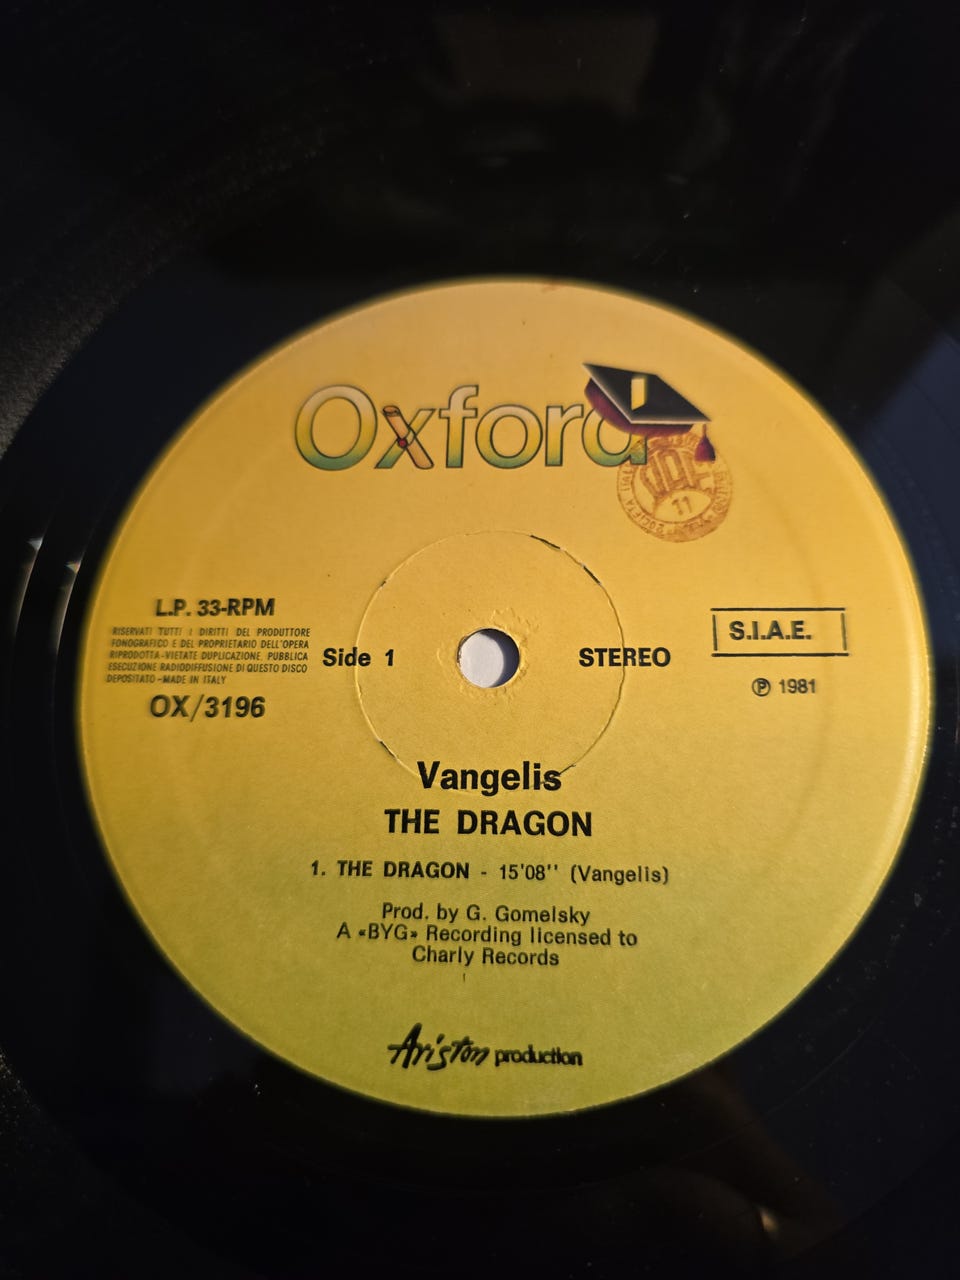 Oxford
11
L.P. 33-RPM
RISERVATI TUTTI I DIRITTI DEL PRODUTTORE
FONOGRAFICO E DEL PROPRIETARIO DELL'OPERA
RIPRODOTTA-VIETATE DUPLICAZIONE, PUBBLICA
ESECUZIONE RADIODIFFUSIONE DI QUESTO DISCO
DEPOSITATO-MADE IN ITALY
OX/3196
Side 1
STEREO
S.I.A.E.
℗ 1981
Vangelis
THE DRAGON
1. THE DRAGON - 15'08'' (Vangelis)
Prod. by G. Gomelsky
A «BYG» Recording licensed to
Charly Records
Ariston production